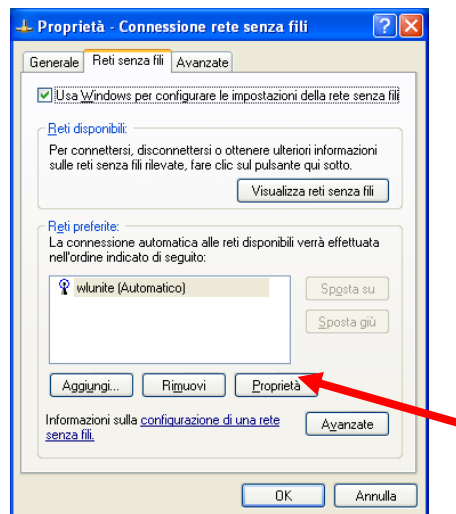 Proprietà - Connessione rete senza fili
Generale Reti senza fili Avanzate
Usa Windows per configurare le impostazioni della rete senza fili
Reti disponibili:
Per connettersi, disconnettersi o ottenere ulteriori informazioni
sulle reti senza fili rilevate, fare clic sul pulsante qui sotto.
Visualizza reti senza fili
Reti preferite:
La connessione automatica alle reti disponibili verrà effettuata
nell'ordine indicato di seguito:
wlunite (Automatico)
Sposta su
Sposta giù
Aggiungi... Rimuovi Proprietà
Informazioni sulla configurazione di una rete
senza fili.
Avanzate
OK Annulla